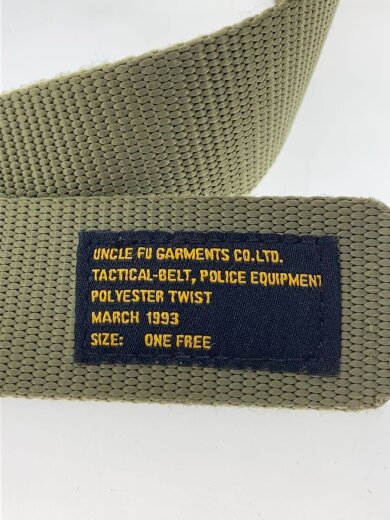 UNCLE FU GARMENTS CO.LTD.
TACTICAL-BELT, POLICE EQUIPMENT
POLYESTER TWIST
MARCH 1993
SIZE: ONE FREE